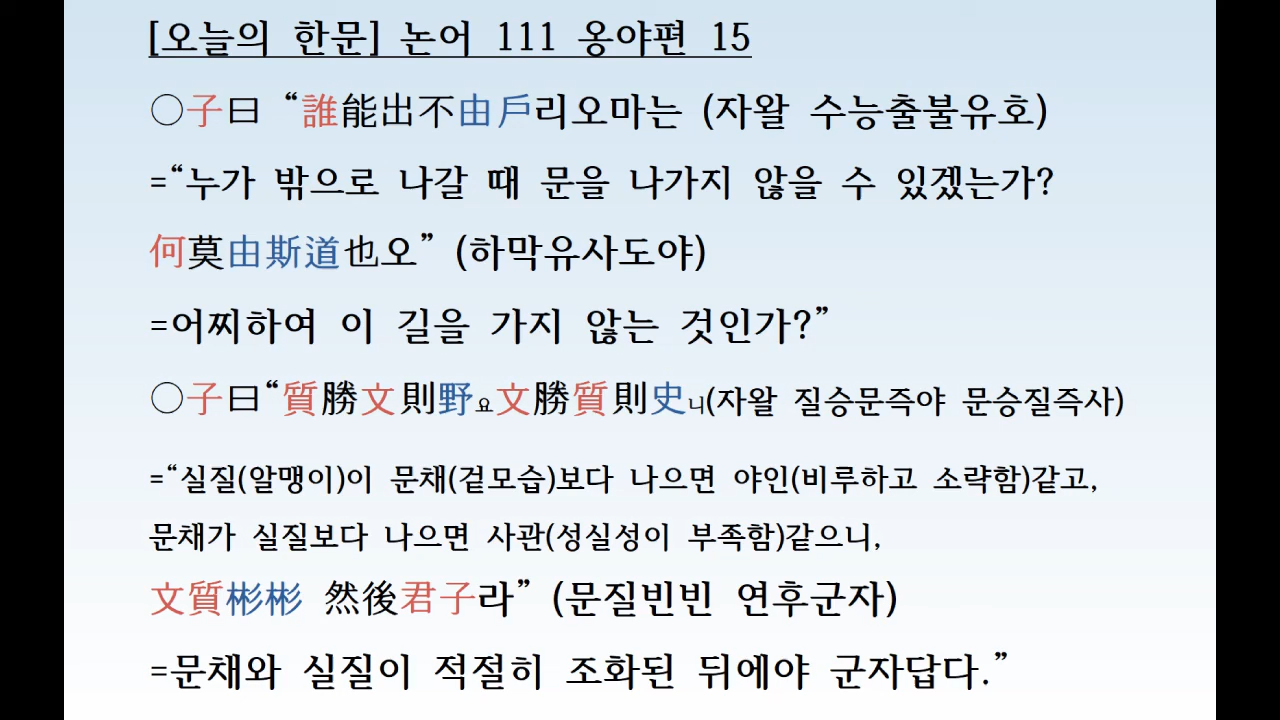 [오늘의 한문] 논어 111 옹야편 15
○子曰 “誰能出不由戶리오마는 (자왈 수능출불유호)
=“누가 밖으로 나갈 때 문을 나가지 않을 수 있겠는가?
何莫由斯道也오” (하막유사도야)
=어찌하여 이 길을 가지 않는 것인가?”
○子曰“質勝文則野요文勝質則史니(자왈 질승문즉야 문승질즉사)
=“실질(알맹이)이 문채(겉모습)보다 나으면 야인(비루하고 소략함)같고,
문채가 실질보다 나으면 사관(성실성이 부족함)같으니,
文質彬彬 然後君子라” (문질빈빈 연후군자)
=문채와 실질이 적절히 조화된 뒤에야 군자답다.”